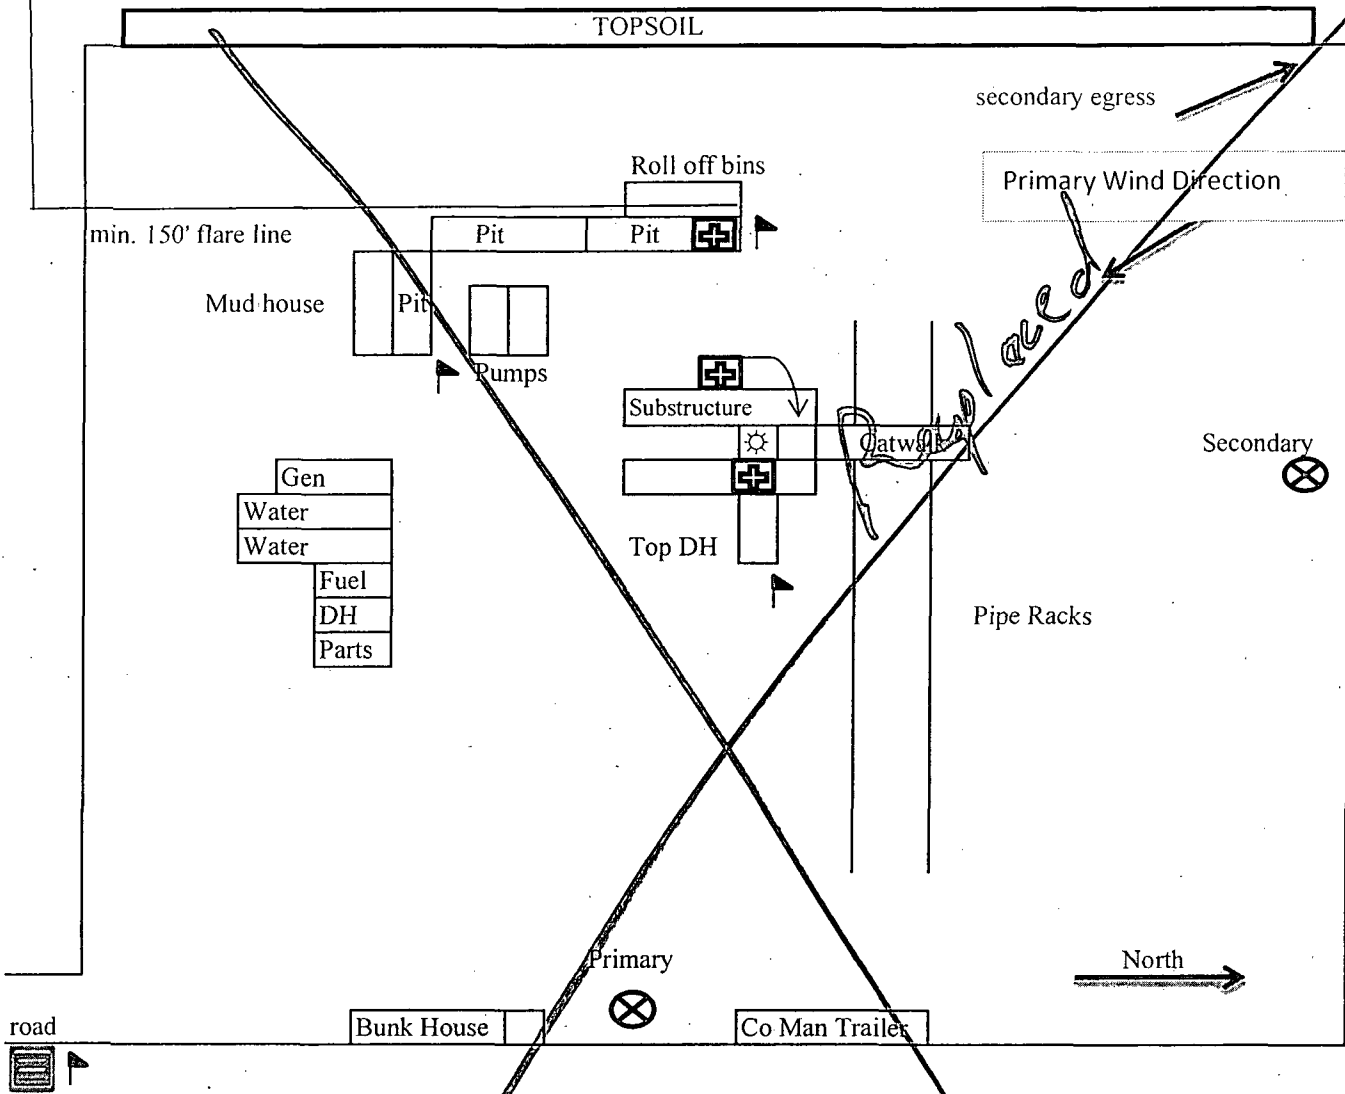 TOPSOIL
secondary egress
Roll off bins
Primary Wind Direction
min. 150' flare line
Pit
Pit
Mud house
Pit
Pumps
Replaced
Substructure
Catwalk
Secondary
Gen
Water
Water
Top DH
Fuel
DH
Pipe Racks
Parts
Primary
North
road
Bunk House
Co Man Trailer